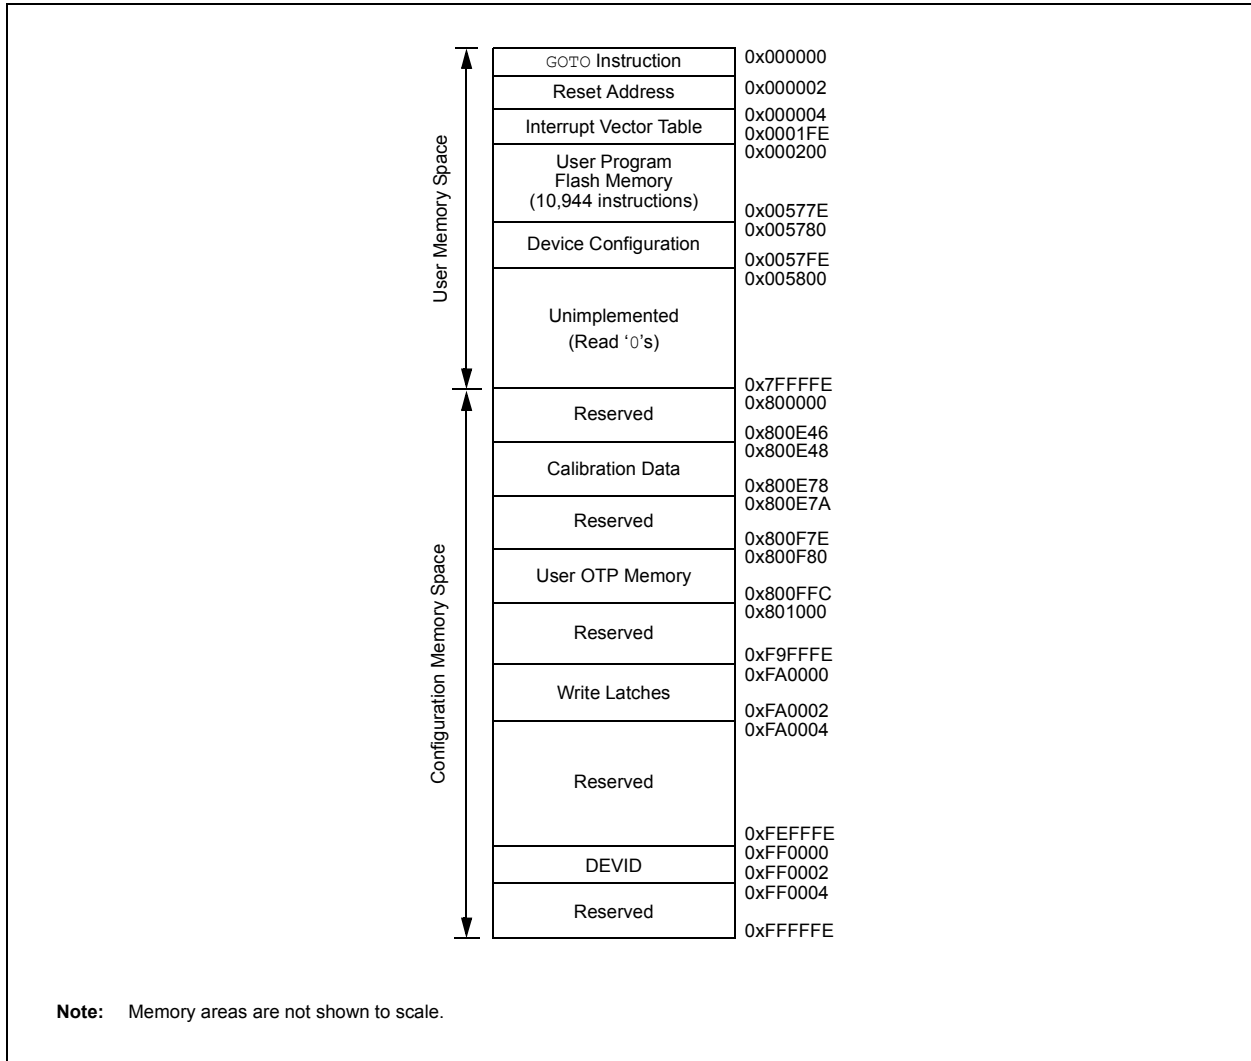 GOTO Instruction 0x000000
Reset Address 0x000002
Interrupt Vector Table 0x000004
0x0001FE
User Program 0x000200
Flash Memory
(10,944 instructions) 0x00577E
Device Configuration 0x005780
0x0057FE
0x005800
Unimplemented
(Read ‘0’s)
0x7FFFFE
User Memory Space
Reserved 0x800000
0x800E46
Calibration Data 0x800E48
0x800E78
Reserved 0x800E7A
0x800F7E
User OTP Memory 0x800F80
0x800FFC
Reserved 0x801000
0xF9FFFE
Write Latches 0xFA0000
0xFA0002
0xFA0004
Reserved
0xFEFFFE
DEVID 0xFF0000
0xFF0002
Reserved 0xFF0004
0xFFFFFE
Configuration Memory Space
Note: Memory areas are not shown to scale.